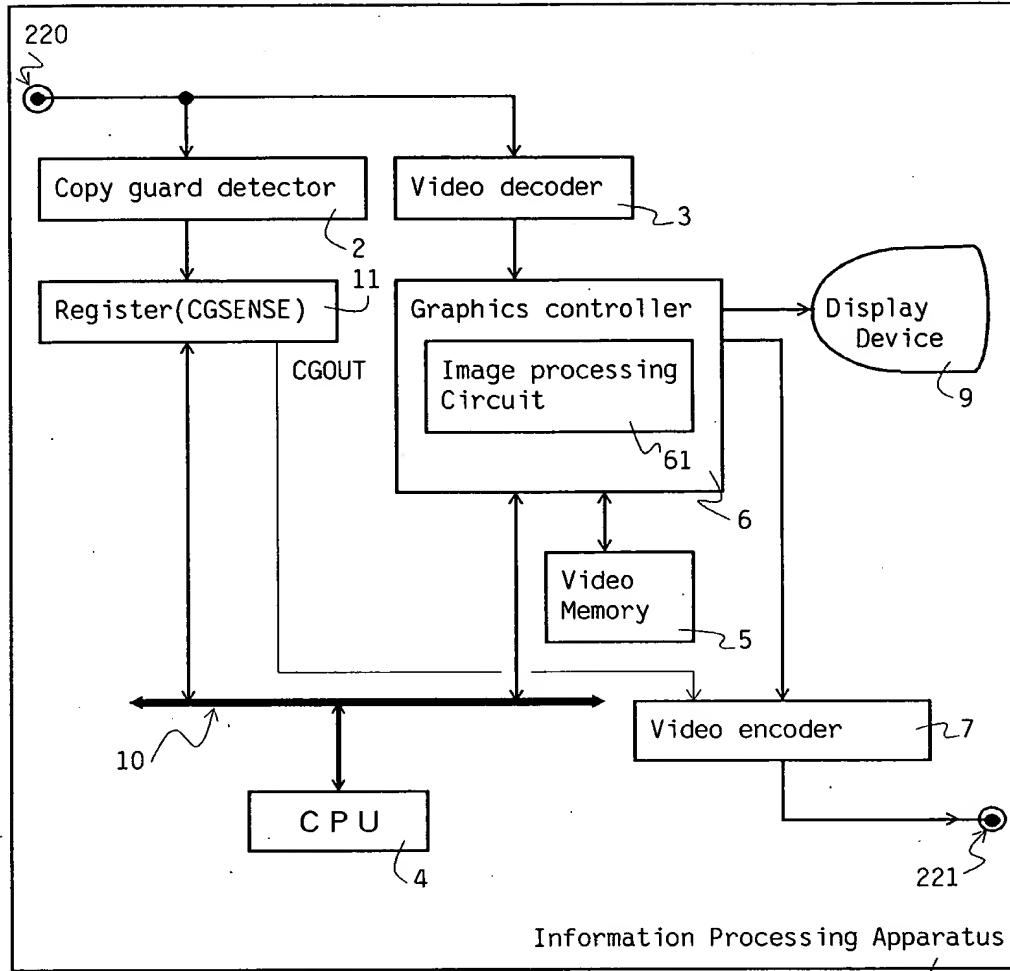 220
Copy guard detector
2
Video decoder
3
11
Register(CGSENSE)
CGOUT
Graphics controller
Image processing
Circuit
61
6
Display
Device
9
Video
Memory
5
10
Video encoder
7
CPU
4
221
Information Processing Apparatus